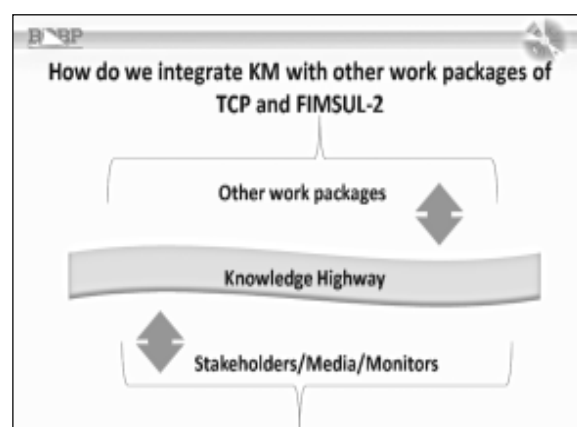 How do we integrate KM with other work packages of
TCP and FIMSUL-2
Other work packages
Knowledge Highway
Stakeholders/Media/Monitors